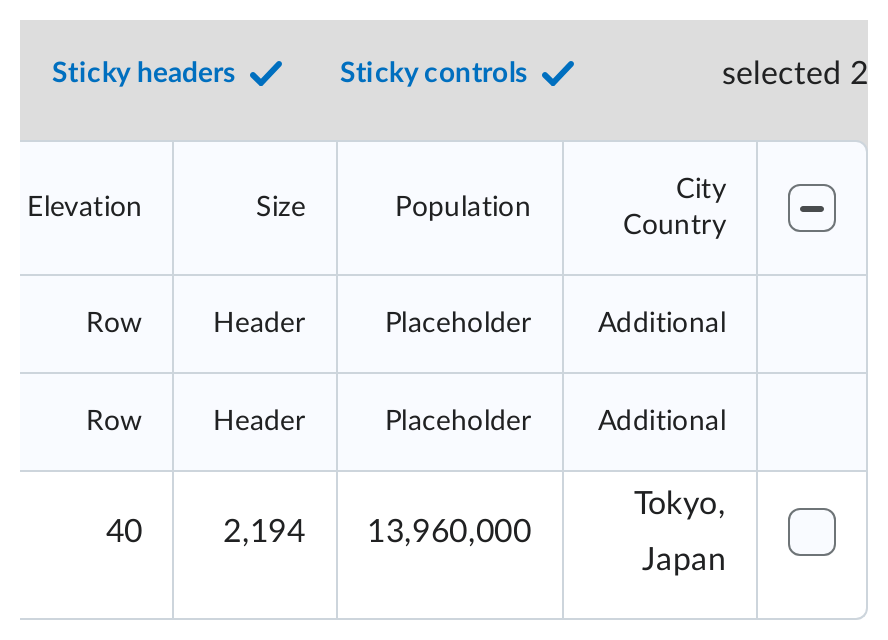 Sticky headers
Sticky controls
selected 2
Elevation
Size
Population
City
Country
Row
Header
Placeholder
Additional
Row
Header
Placeholder
Additional
40
2,194
13,960,000
Tokyo,
Japan